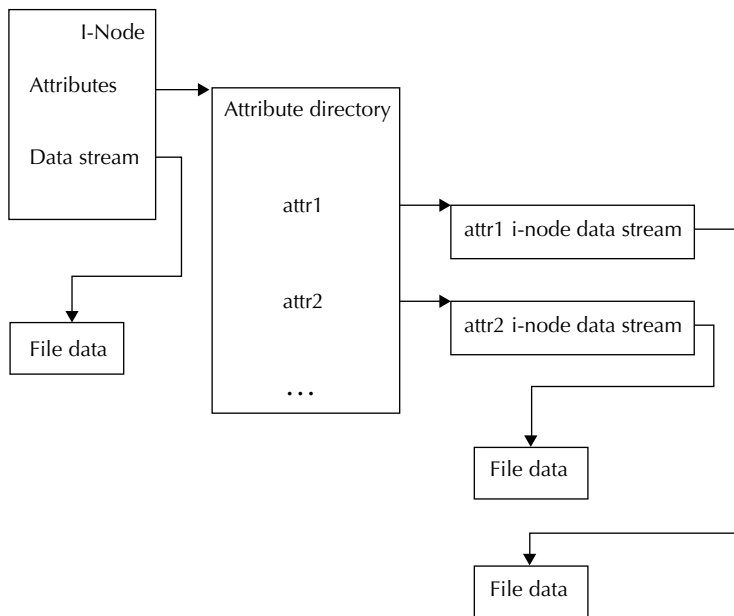 I-Node
Attributes
Data stream
File data
Attribute directory
attr1
attr2
...
attr1 i-node data stream
attr2 i-node data stream
File data
File data